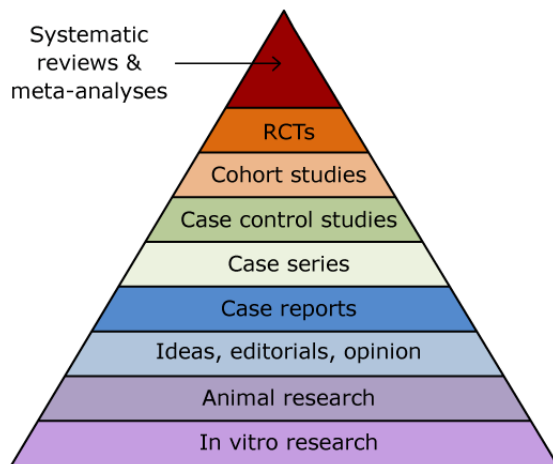 Systematic
reviews &
meta-analyses
RCTs
Cohort studies
Case control studies
Case series
Case reports
Ideas, editorials, opinion
Animal research
In vitro research